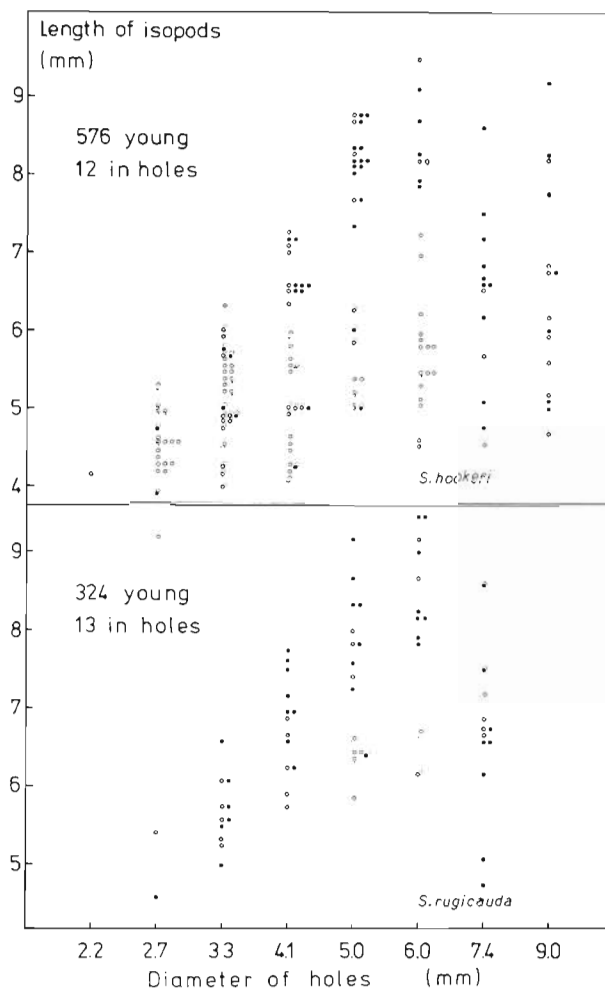 Length of isopods
(mm)
9
576 young
12 in holes
8
7
6
5
4
S. hookeri
9
324 young
13 in holes
8
7
6
5
S. rugicauda
2.2 2.7 3.3 4.1 5.0 6.0 7.4 9.0
Diameter of holes (mm)